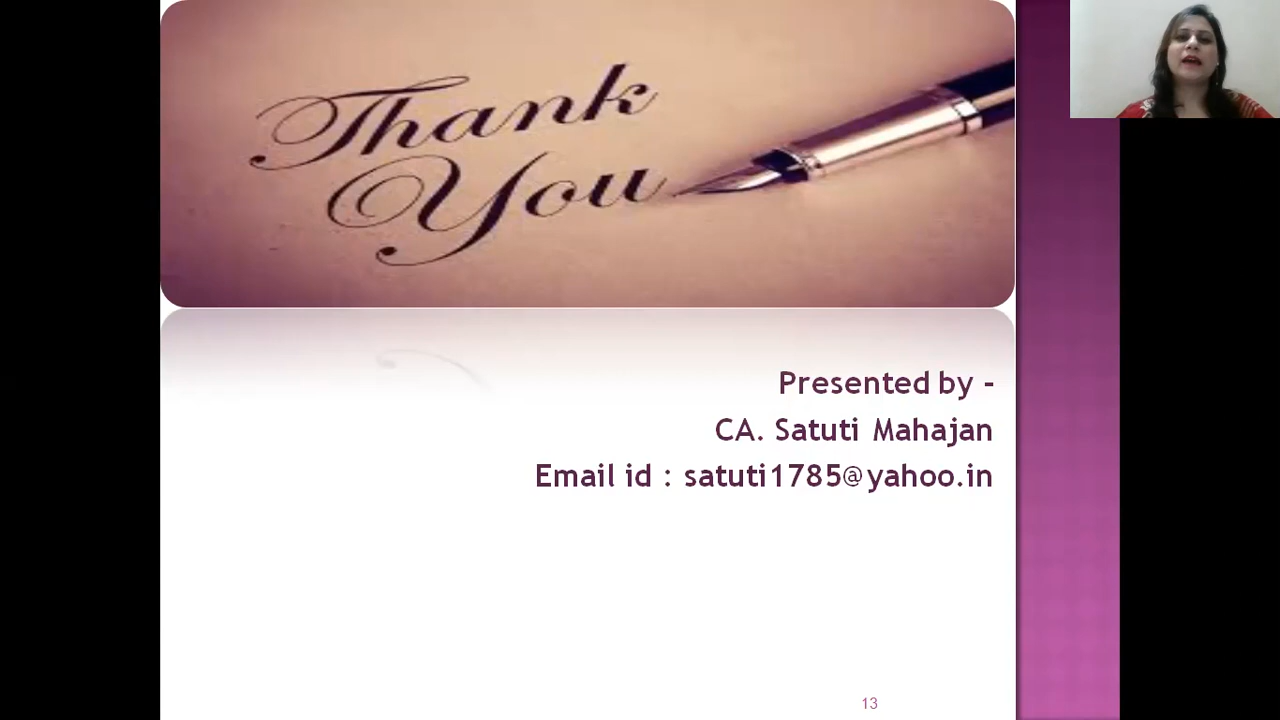 Thank
You
Presented by -
CA. Satuti Mahajan
Email id : satuti1785@yahoo.in
13